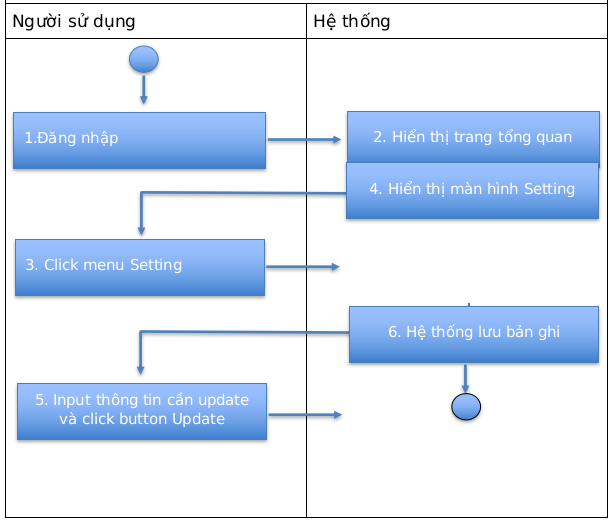 Người sử dụng
Hệ thống
1.Đăng nhập
2. Hiển thị trang tổng quan
4. Hiển thị màn hình Setting
3. Click menu Setting
6. Hệ thống lưu bản ghi
5. Input thông tin cần update
và click button Update